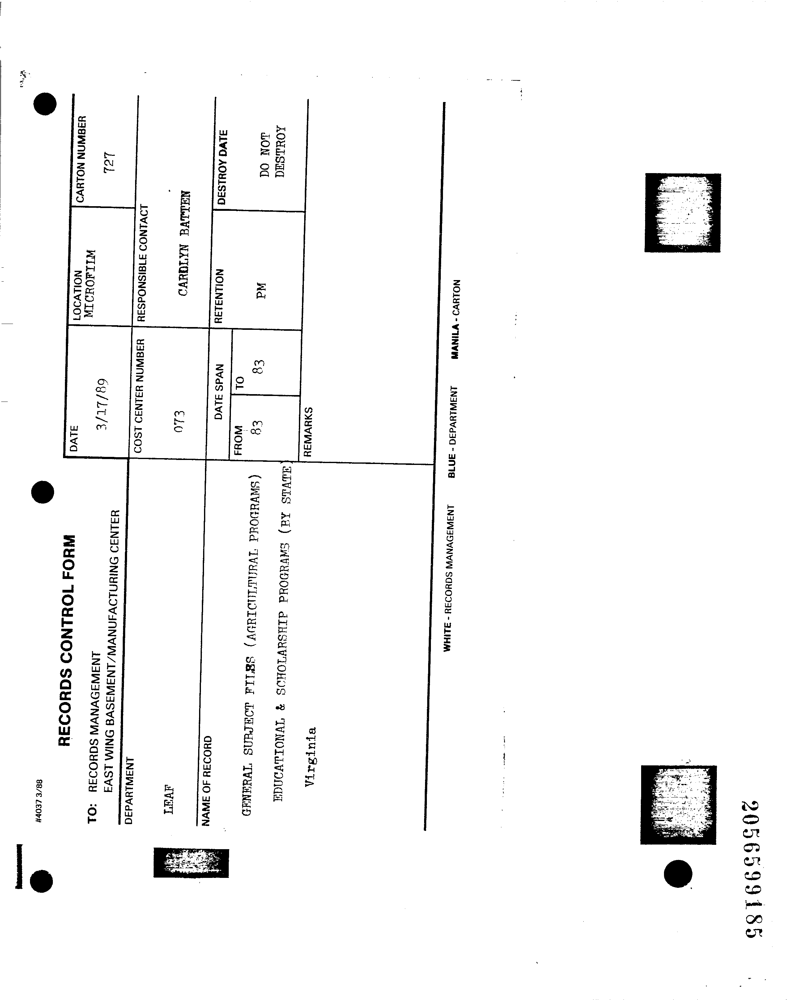 #4037 3/88
RECORDS CONTROL FORM
TO: RECORDS MANAGEMENT
EAST WING BASEMENT/MANUFACTURING CENTER
DATE
3/17/89
LOCATION
MICROFIIM
CARTON NUMBER
727
DEPARTMENT
LEAF
COST CENTER NUMBER
073
RESPONSIBLE CONTACT
CAROLYN BATTEN
NAME OF RECORD
GENERAL SUBJECT FILES (AGRICULTURAL PROGRAMS)
EDUCATIONAL & SCHOLARSHIP PROGRAMS (BY STATE)
Virginia
DATE SPAN
FROM
83
TO
83
RETENTION
PM
DESTROY DATE
DO NOT
DESTROY
REMARKS
WHITE - RECORDS MANAGEMENT BLUE - DEPARTMENT MANILA - CARTON
2056599185